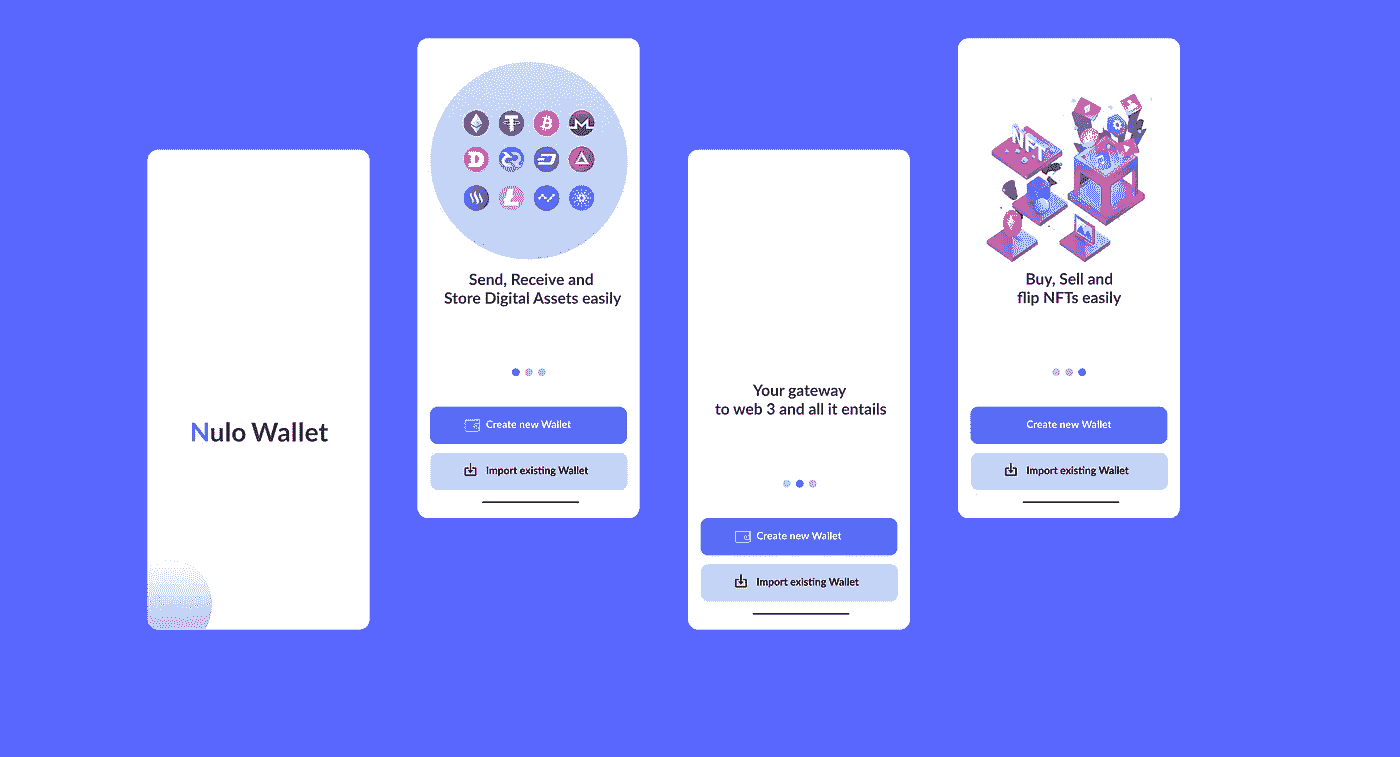 Nulo Wallet
Send, Receive and
Store Digital Assets easily
Create new Wallet
Import existing Wallet
Your gateway
to web 3 and all it entails
Create new Wallet
Import existing Wallet
NFT
Buy, Sell and
flip NFTs easily
Create new Wallet
Import existing Wallet